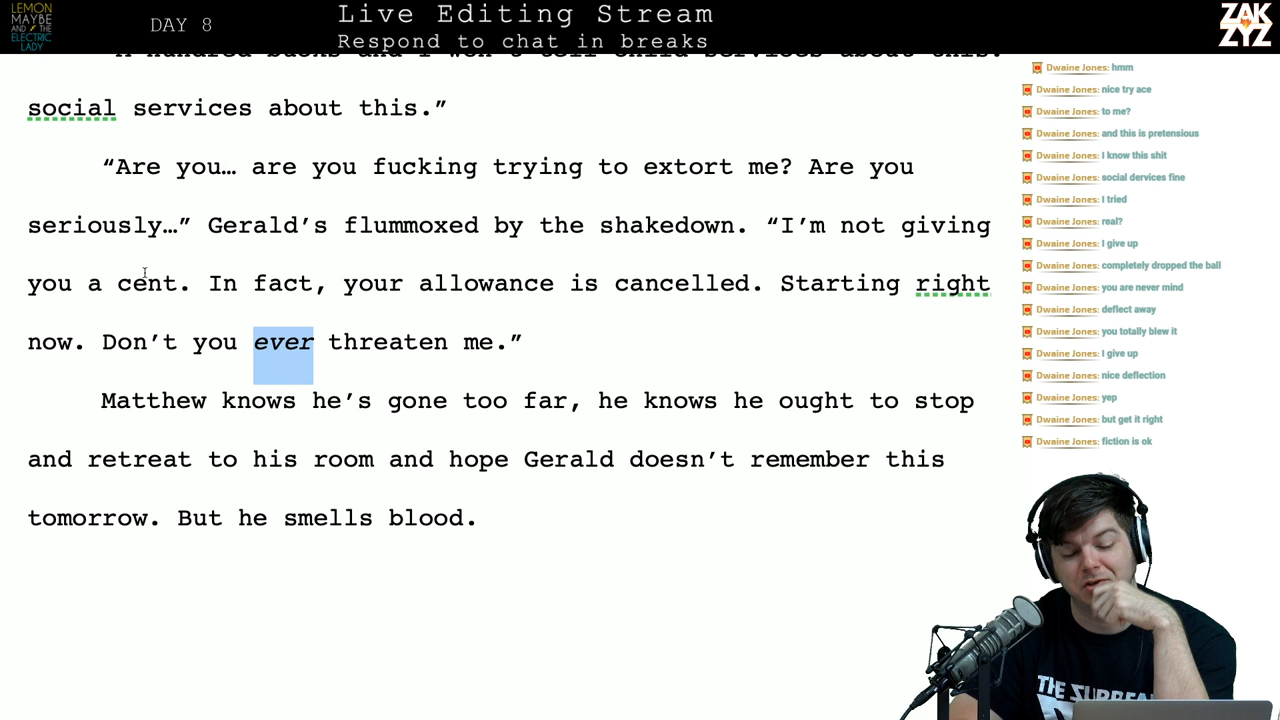 LEMON
MAYBE
AND THE
ELECTRIC
LADY
DAY 8
Live Editing Stream
Respond to chat in breaks
ZAK
ZYZ
social services about this.”
“Are you… are you fucking trying to extort me? Are you
seriously…” Gerald’s flummoxed by the shakedown. “I’m not giving
you a cent. In fact, your allowance is cancelled. Starting right
now. Don’t you ever threaten me.”
Matthew knows he’s gone too far, he knows he ought to stop
and retreat to his room and hope Gerald doesn’t remember this
tomorrow. But he smells blood.
Dwaine Jones: hmm
Dwaine Jones: nice try ace
Dwaine Jones: to me?
Dwaine Jones: and this is pretensious
Dwaine Jones: I know this shit
Dwaine Jones: social dervices fine
Dwaine Jones: I tried
Dwaine Jones: real?
Dwaine Jones: I give up
Dwaine Jones: completely dropped the ball
Dwaine Jones: you are never mind
Dwaine Jones: deflect away
Dwaine Jones: you totally blew it
Dwaine Jones: I give up
Dwaine Jones: nice deflection
Dwaine Jones: yep
Dwaine Jones: but get it right
Dwaine Jones: fiction is ok
THE